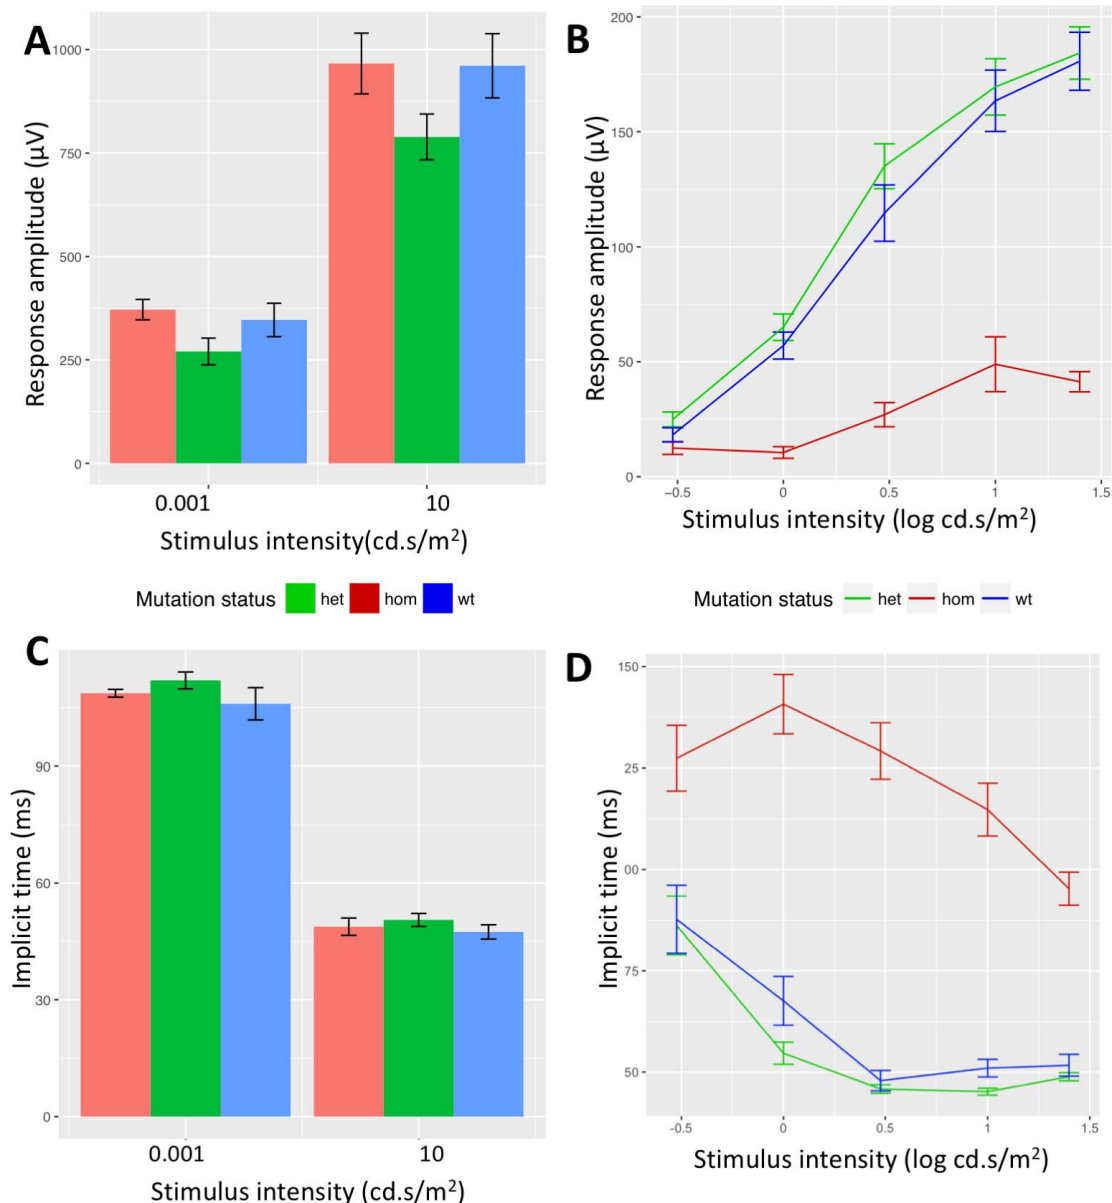 A
Response amplitude (µV)
1000
750
500
250
0
0.001
10
Stimulus intensity(cd.s/m²)
B
Response amplitude (µV)
200
150
100
50
0
−0.5
0
0.5
1
1.5
Stimulus intensity (log cd.s/m²)
Mutation status het hom wt
Mutation status het hom wt
C
Implicit time (ms)
90
60
30
0
0.001
10
Stimulus intensity (cd.s/m²)
D
Implicit time (ms)
150
25
00
75
50
-0.5
0
0.5
1
1.5
Stimulus intensity (log cd.s/m²)